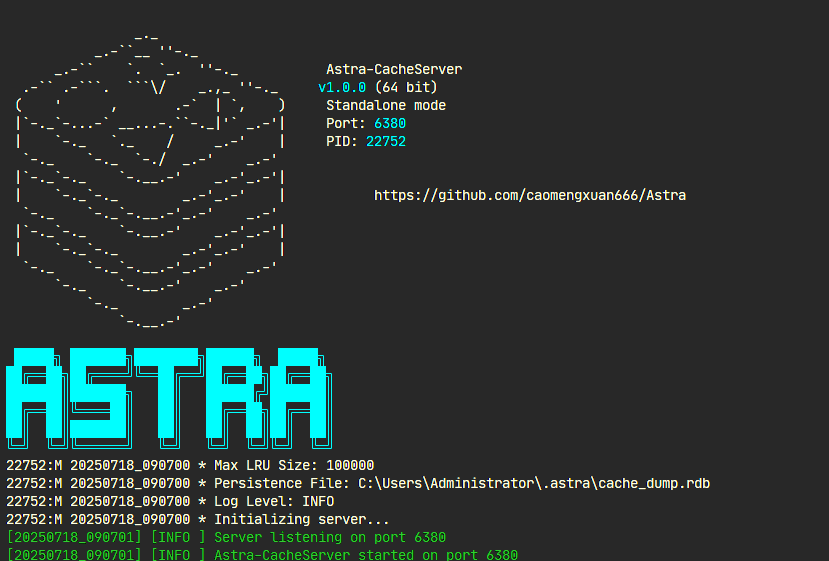 Astra-CacheServer
v1.0.0 (64 bit)
Standalone mode
Port: 6380
PID: 22752
https://github.com/caomengxuan666/Astra
ASTRA
22752:M 20250718_090700 * Max LRU Size: 100000
22752:M 20250718_090700 * Persistence File: C:\Users\Administrator\.astra\cache_dump.rdb
22752:M 20250718_090700 * Log Level: INFO
22752:M 20250718_090700 * Initializing server...
[20250718_090701] [INFO ] Server listening on port 6380
[20250718_090701] [INFO ] Astra-CacheServer started on port 6380